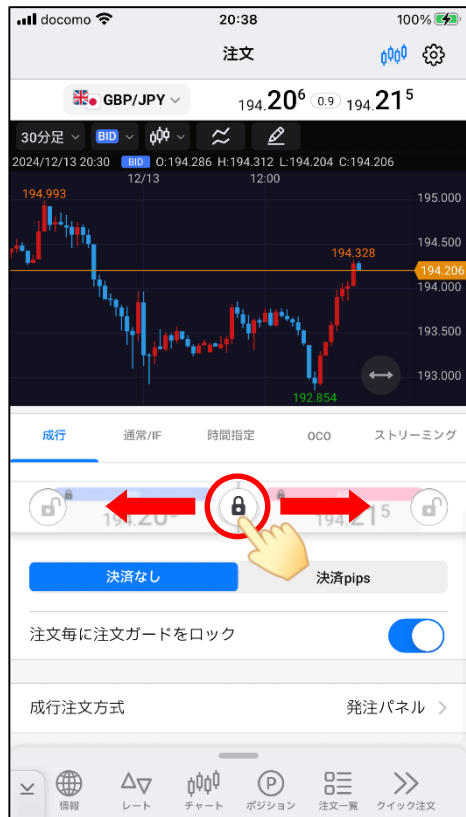 docomo 20:38 100%
注文
GBP/JPY 194.20⁶ 0.9 194.21⁵
30分足 BID
2024/12/13 20:30 BID O:194.286 H:194.312 L:194.204 C:194.206
12/13 12:00
194.993
195.000
194.500
194.328
194.206
194.000
193.500
193.000
192.854
成行 通常/IF 時間指定 OCO ストリーミング
194.20 194.21⁵
決済なし 決済pips
注文毎に注文ガードをロック
成行注文方式 発注パネル
情報 レート チャート ポジション 注文一覧 クイック注文